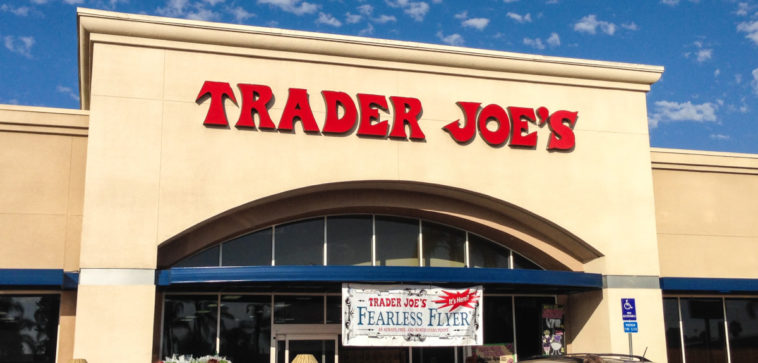 TRADER JOE'S
TRADER JOE'S
It's Here!
FEARLESS FLYER